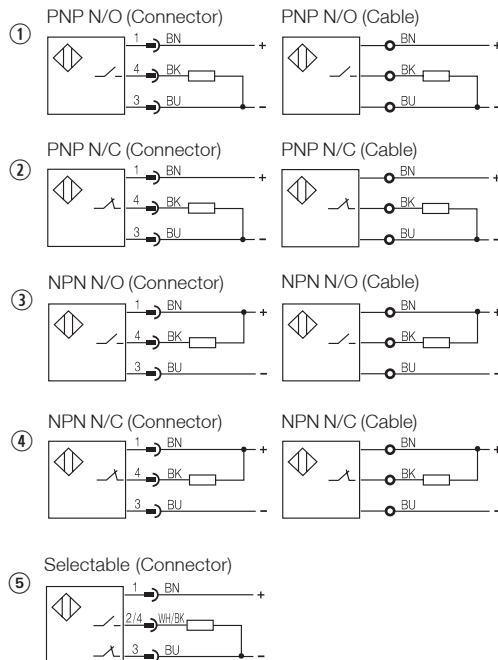 PNP N/O (Connector)
PNP N/O (Cable)
1
1 BN +
4 BK
3 BU -
BN +
BK
BU -
PNP N/C (Connector)
PNP N/C (Cable)
2
1 BN +
4 BK
3 BU -
BN +
BK
BU -
NPN N/O (Connector)
NPN N/O (Cable)
3
1 BN +
4 BK
3 BU -
BN +
BK
BU -
NPN N/C (Connector)
NPN N/C (Cable)
4
1 BN +
4 BK
3 BU -
BN +
BK
BU -
Selectable (Connector)
5
1 BN +
2/4 WH/BK
3 BU -